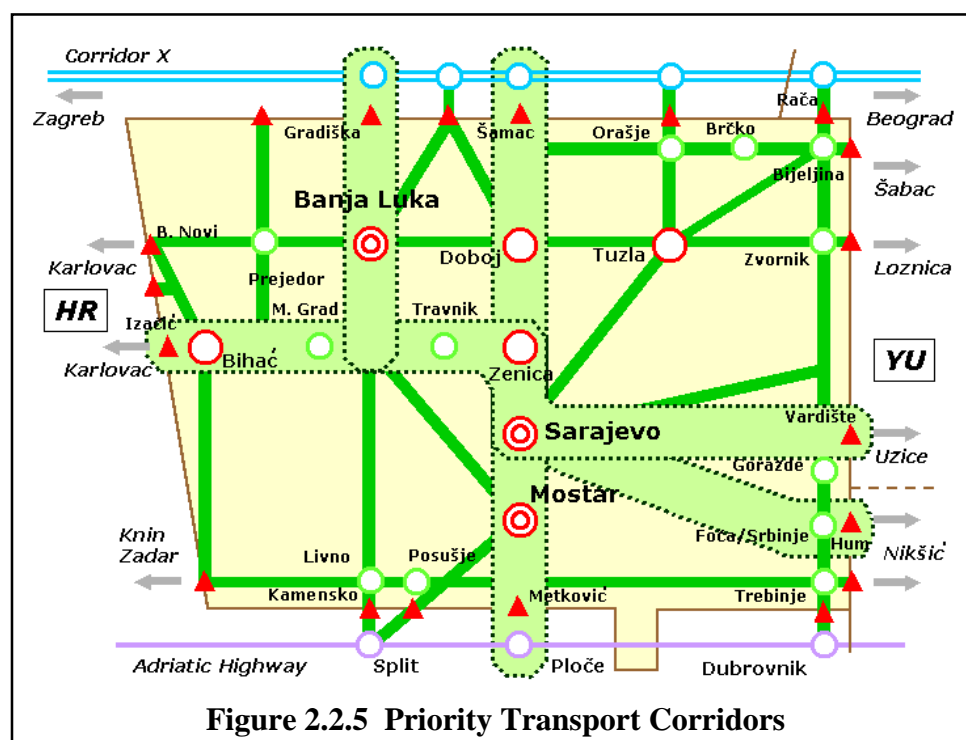 Corridor X
Zagreb
Beograd
Rača
Gradiška
Šamac
Orašje
Brčko
Bijeljina
Šabac
Banja Luka
B. Novi
Karlovac
Prejedor
Doboj
Tuzla
Zvornik
Loznica
HR
M. Grad
Travnik
Izačić
Karlovac
Bihać
Zenica
YU
Vardište
Sarajevo
Uzice
Goražde
Mostar
Foča/Srbinje
Hum
Nikšić
Knin
Zadar
Livno
Posušje
Kamensko
Metković
Trebinje
Adriatic Highway
Split
Ploče
Dubrovnik
Figure 2.2.5 Priority Transport Corridors